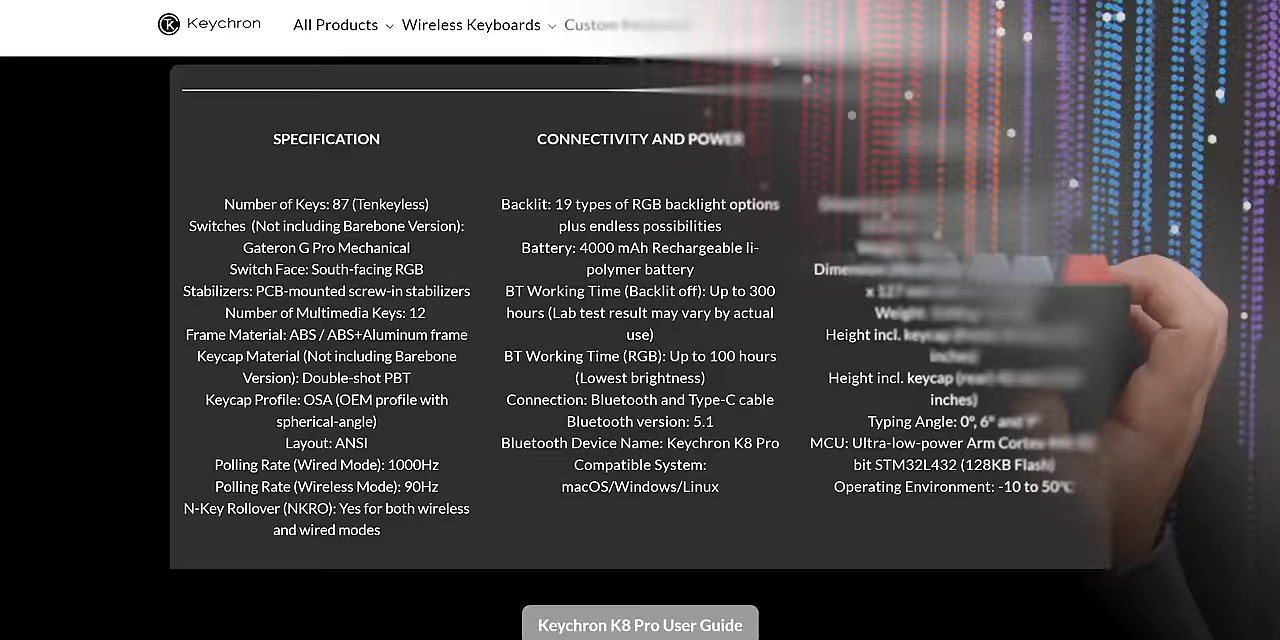 Keychron
All Products
Wireless Keyboards
Custom
SPECIFICATION
Number of Keys: 87 (Tenkeyless)
Switches (Not including Barebone Version):
Gateron G Pro Mechanical
Switch Face: South-facing RGB
Stabilizers: PCB-mounted screw-in stabilizers
Number of Multimedia Keys: 12
Frame Material: ABS / ABS+Aluminum frame
Keycap Material (Not including Barebone
Version): Double-shot PBT
Keycap Profile: OSA (OEM profile with
spherical-angle)
Layout: ANSI
Polling Rate (Wired Mode): 1000Hz
Polling Rate (Wireless Mode): 90Hz
N-Key Rollover (NKRO): Yes for both wireless
and wired modes
CONNECTIVITY AND POWER
Backlit: 19 types of RGB backlight options
plus endless possibilities
Battery: 4000 mAh Rechargeable li-
polymer battery
BT Working Time (Backlit off): Up to 300
hours (Lab test result may vary by actual
use)
BT Working Time (RGB): Up to 100 hours
(Lowest brightness)
Connection: Bluetooth and Type-C cable
Bluetooth version: 5.1
Bluetooth Device Name: Keychron K8 Pro
Compatible System:
macOS/Windows/Linux
x 127
Weight:
Height incl. keycap
inches)
Height incl. keycap (rear)
inches)
Typing Angle: 0º, 6º and
MCU: Ultra-low-power Arm Cortex
bit STM32L432 (128KB Flash)
Operating Environment: -10 to 50℃
Keychron K8 Pro User Guide